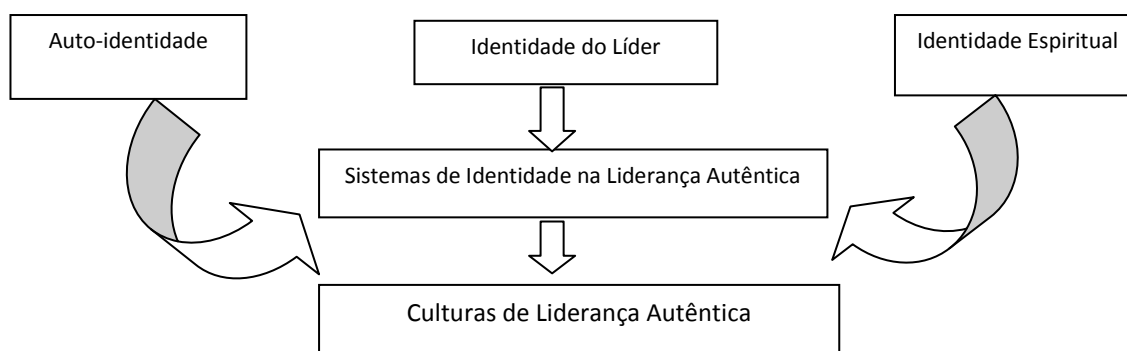 Auto-identidade
Identidade do Líder
Identidade Espiritual
Sistemas de Identidade na Liderança Autêntica
Culturas de Liderança Autêntica